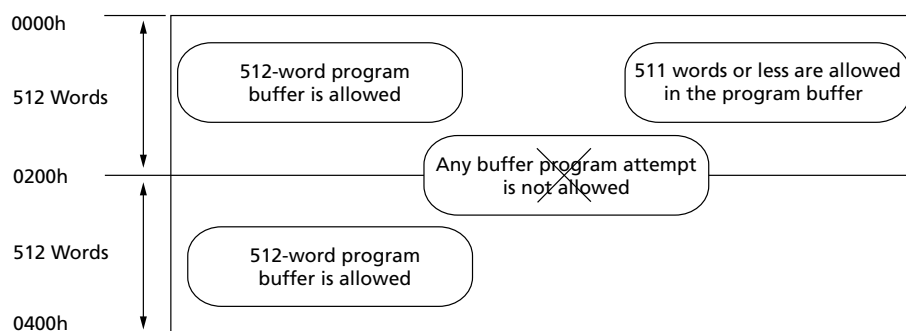 0000h
512 Words
512-word program
buffer is allowed
511 words or less are allowed
in the program buffer
Any buffer program attempt
is not allowed
0200h
512 Words
512-word program
buffer is allowed
0400h